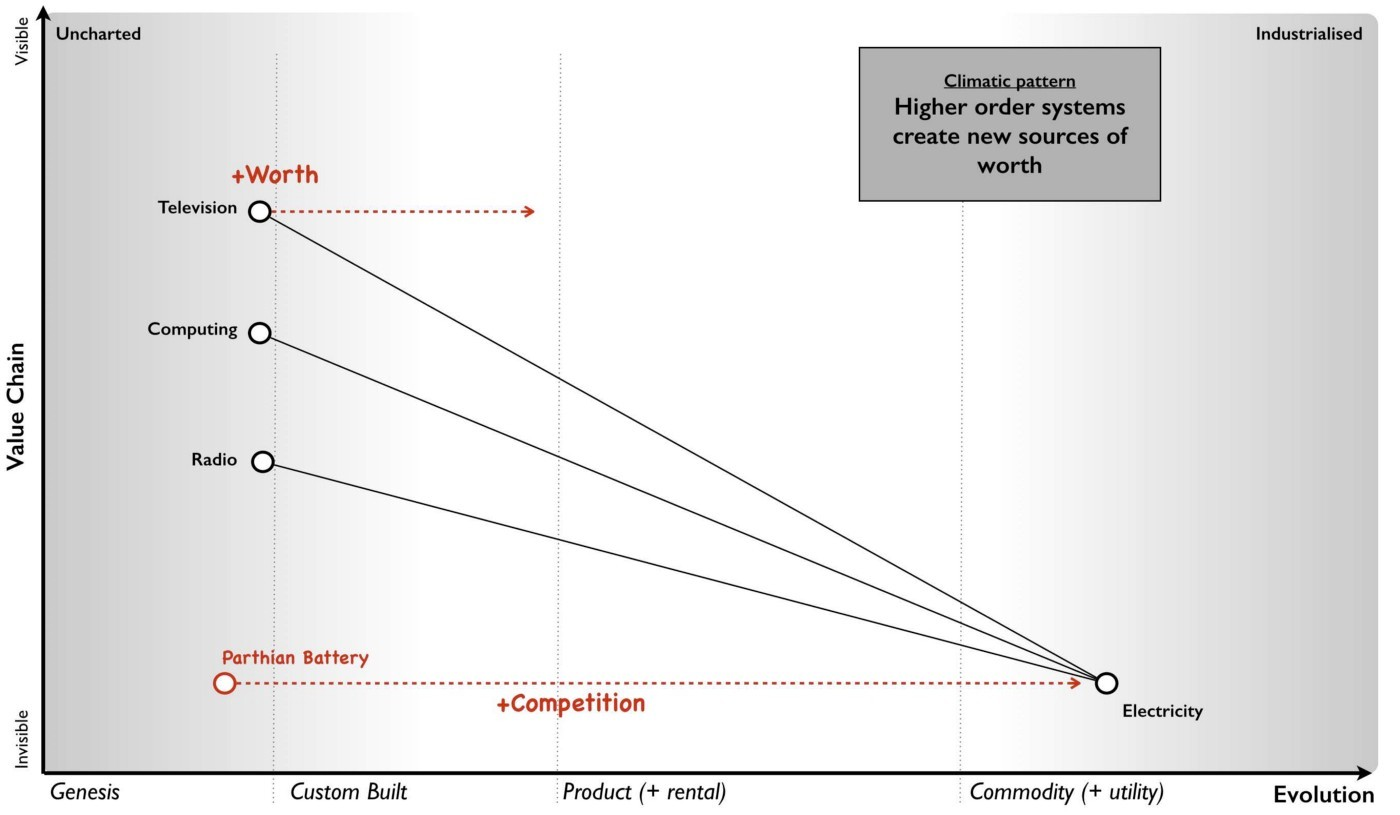 Visible
Uncharted
Industrialised
Climatic pattern
Higher order systems
create new sources of
worth
+Worth
Television
Computing
Value Chain
Radio
Parthian Battery
+Competition
Electricity
Invisible
Genesis
Custom Built
Product (+ rental)
Commodity (+ utility)
Evolution